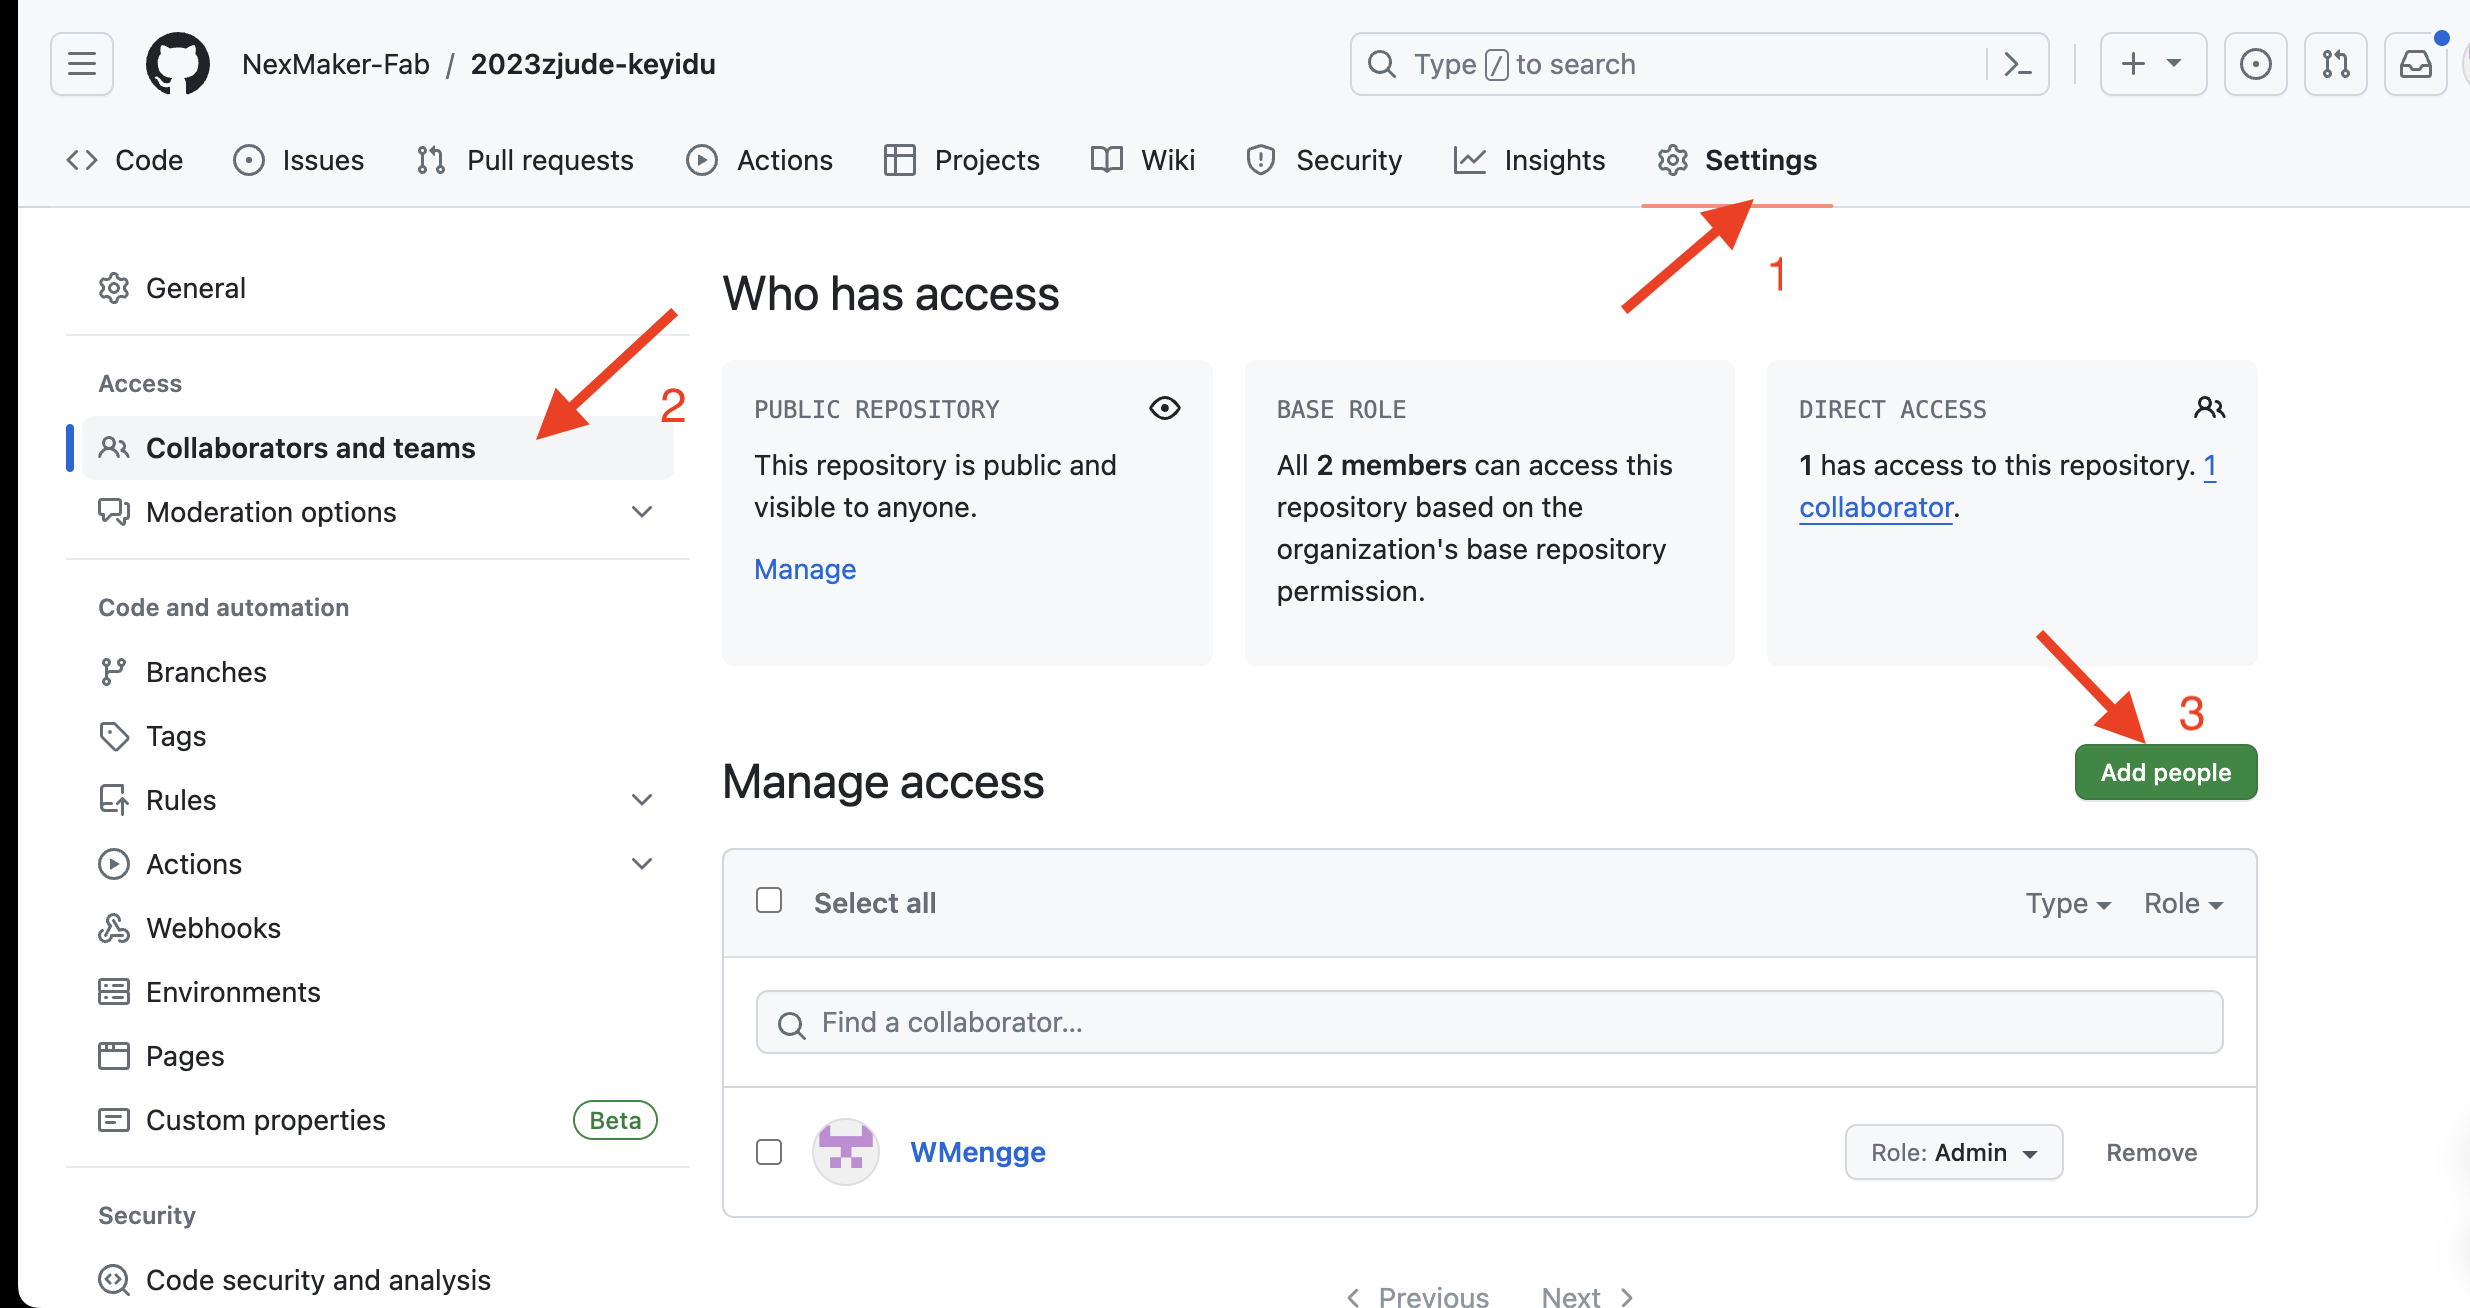 NexMaker-Fab / 2023zjude-keyidu
Type / to search
Code Issues Pull requests Actions Projects Wiki Security Insights Settings
1
General
Access
Collaborators and teams
2
Moderation options
Code and automation
Branches
Tags
Rules
Actions
Webhooks
Environments
Pages
Custom properties Beta
Security
Code security and analysis
Who has access
PUBLIC REPOSITORY
This repository is public and
visible to anyone.
Manage
BASE ROLE
All 2 members can access this
repository based on the
organization's base repository
permission.
DIRECT ACCESS
1 has access to this repository. 1
collaborator.
3
Manage access
Add people
Select all
Type Role
Find a collaborator...
WMengge
Role: Admin
Remove
Previous Next